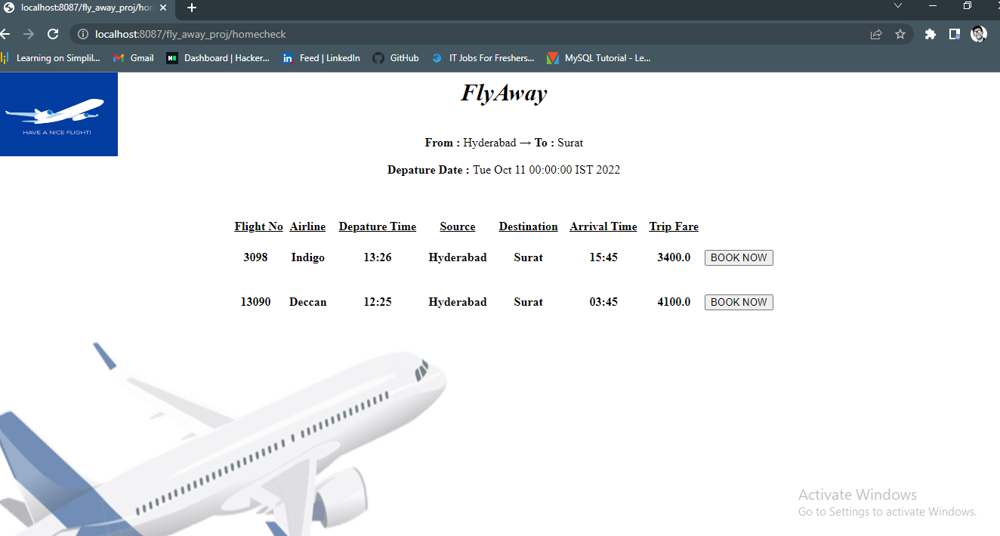 localhost:8087/fly_away_proj/hor
localhost:8087/fly_away_proj/homecheck
Learning on Simplil... Gmail Dashboard | Hacker... Feed | LinkedIn GitHub IT Jobs For Freshers... MySQL Tutorial - Le...
FlyAway
HAVE A NICE FLIGHT!
From : Hyderabad → To : Surat
Depature Date : Tue Oct 11 00:00:00 IST 2022
Flight No Airline Depature Time Source Destination Arrival Time Trip Fare
3098 Indigo 13:26 Hyderabad Surat 15:45 3400.0 BOOK NOW
13090 Deccan 12:25 Hyderabad Surat 03:45 4100.0 BOOK NOW
Activate Windows
Go to Settings to activate Windows.